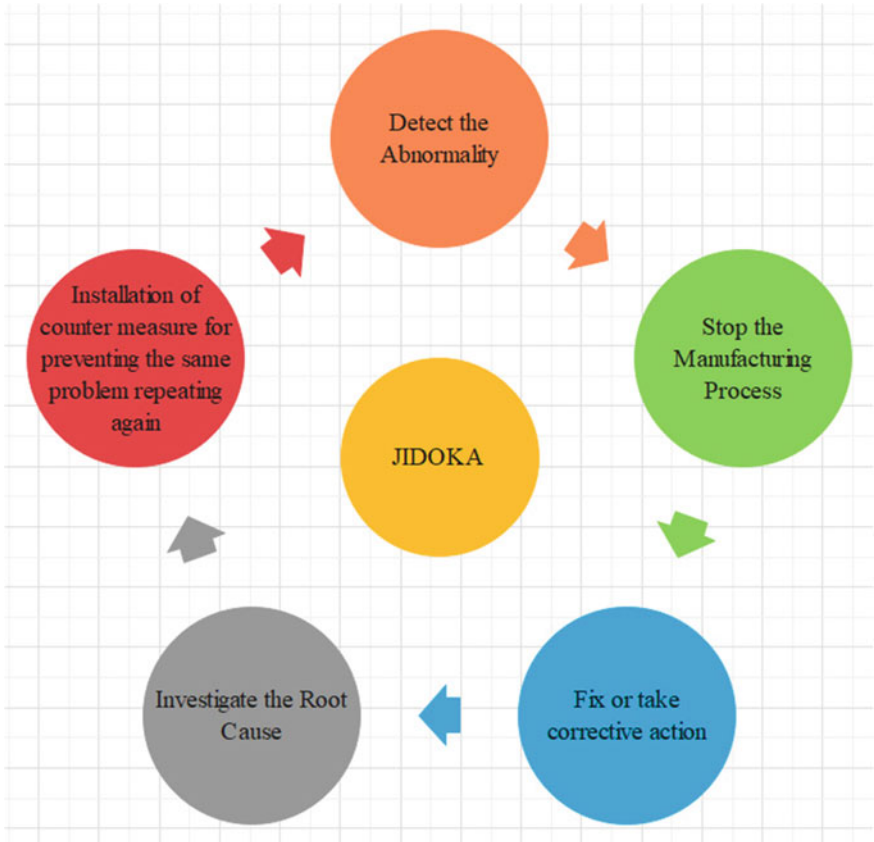 Detect the
Abnormality
Stop the
Manufacturing
Process
Fix or take
corrective action
Investigate the Root
Cause
Installation of
counter measure for
preventing the same
problem repeating
again
JIDOKA